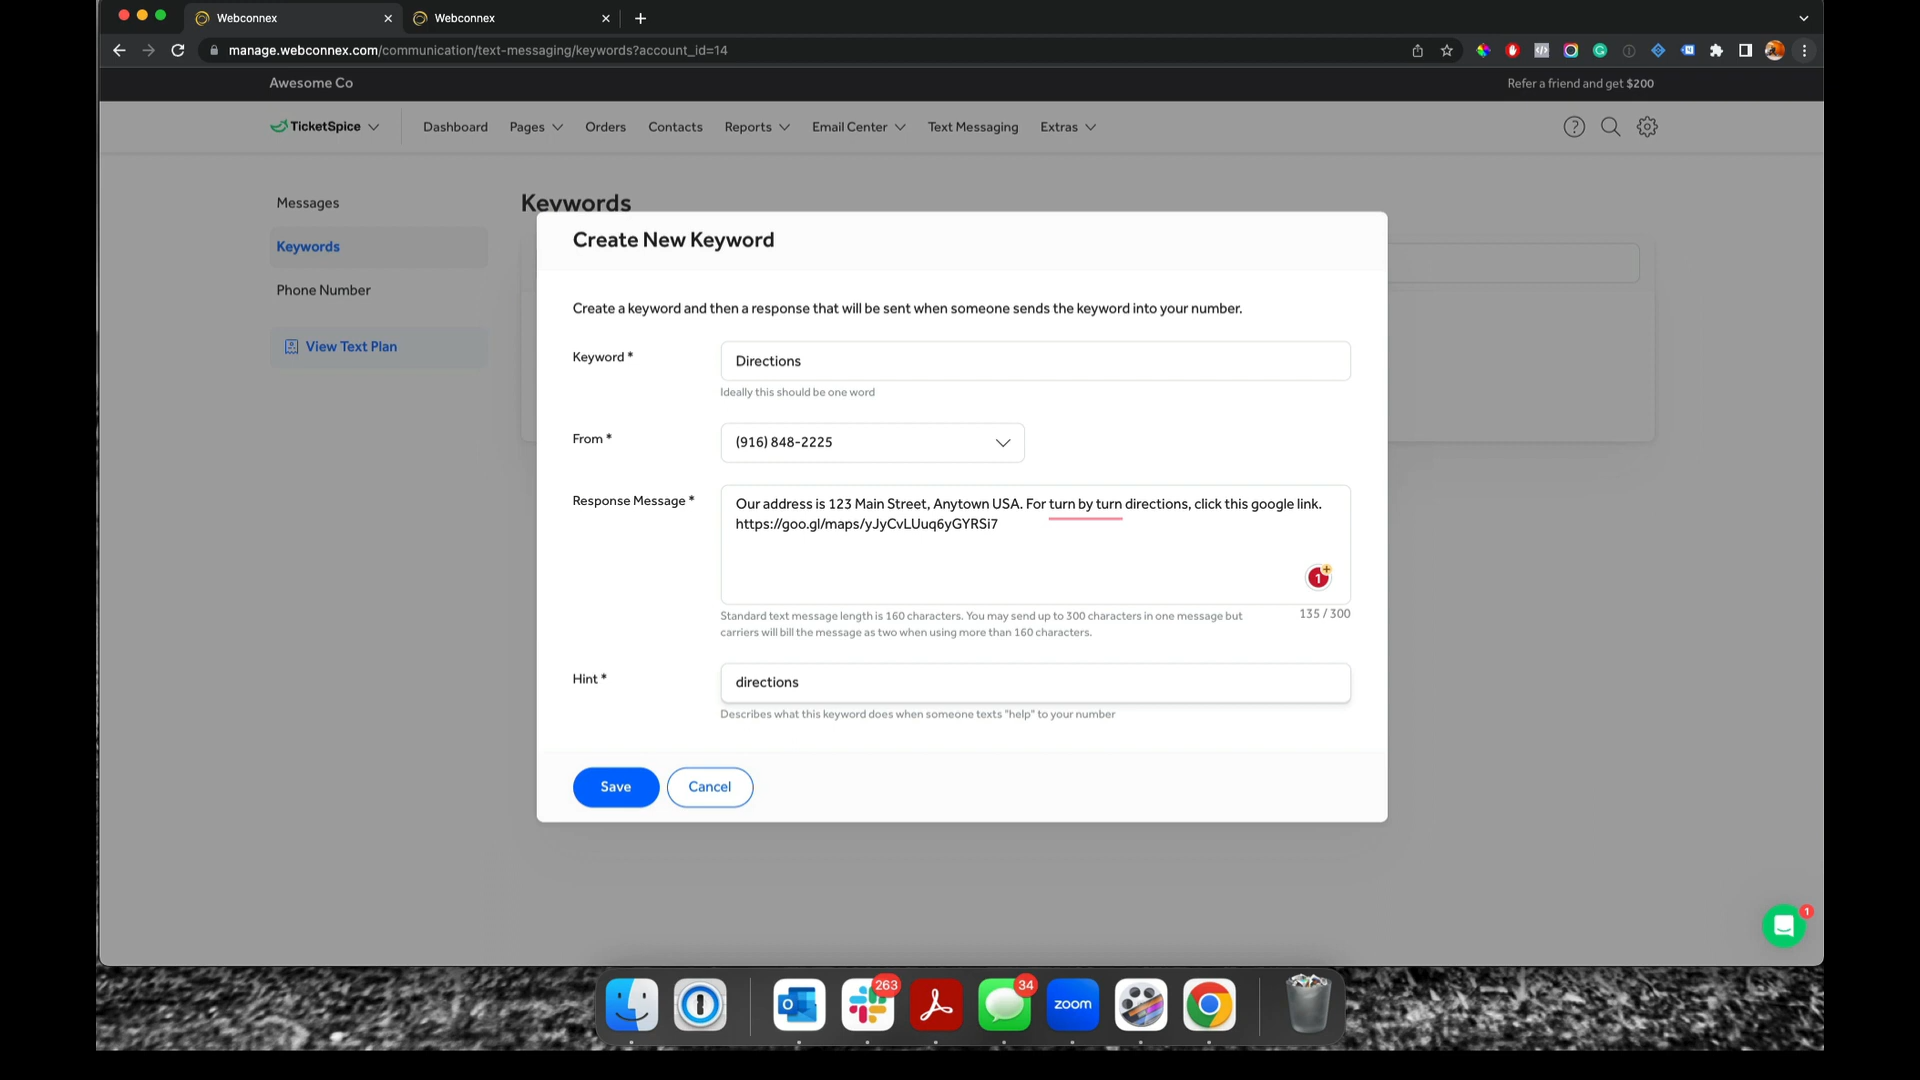 Webconnex
Webconnex
manage.webconnex.com/communication/text-messaging/keywords?account_id=14
Awesome Co
Refer a friend and get $200
TicketSpice
Dashboard
Pages
Orders
Contacts
Reports
Email Center
Text Messaging
Extras
Messages
Keywords
Phone Number
View Text Plan
Keywords
Create New Keyword
Create a keyword and then a response that will be sent when someone sends the keyword into your number.
Keyword *
Directions
Ideally this should be one word
From *
(916) 848-2225
Response Message *
Our address is 123 Main Street, Anytown USA. For turn by turn directions, click this google link.
https://goo.gl/maps/yJyCvLUuq6yGYRSi7
1
Standard text message length is 160 characters. You may send up to 300 characters in one message but
carriers will bill the message as two when using more than 160 characters.
135 / 300
Hint *
directions
Describes what this keyword does when someone texts "help" to your number
Save
Cancel
1
263
34
zoom